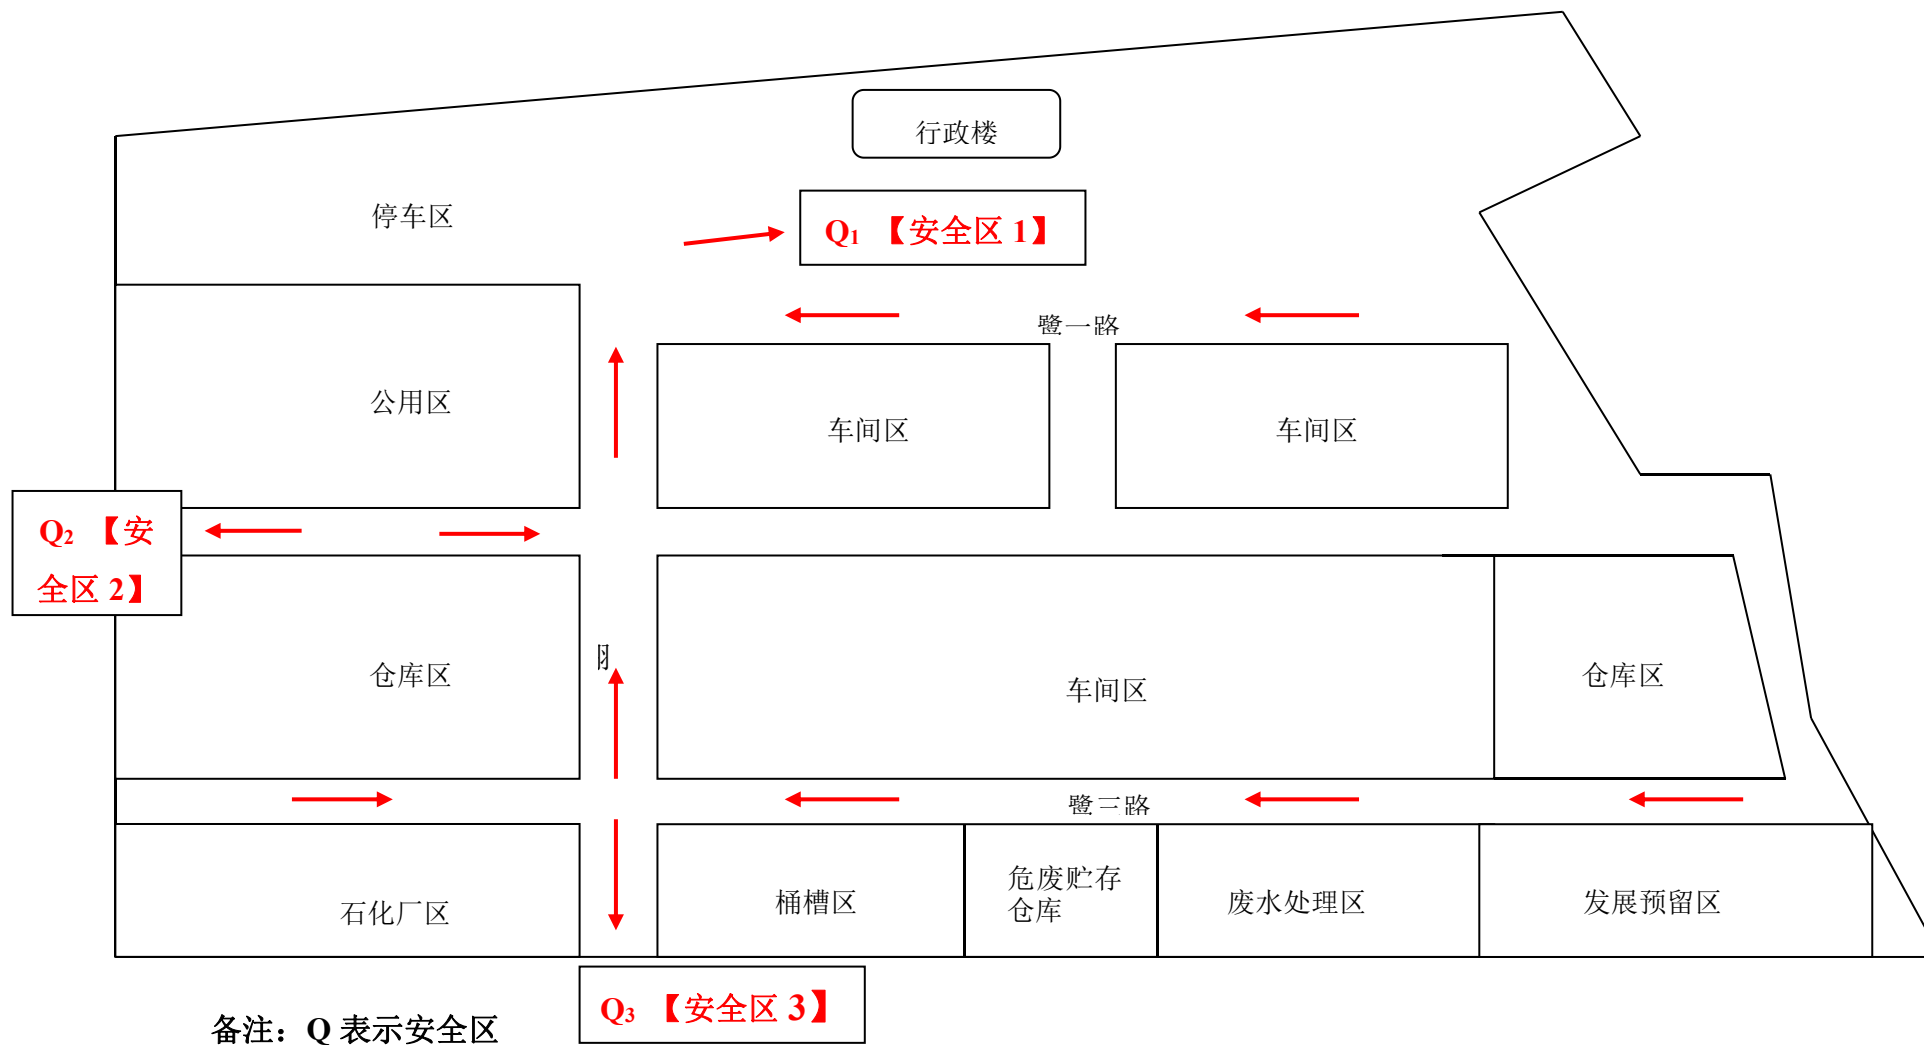 行政楼
停车区
Q1 【安全区 1】
鹭一路
公用区
车间区
车间区
Q2 【安
全区 2】
仓库区
车间区
仓库区
鹭三路
石化厂区
桶槽区
危废贮存
仓库
废水处理区
发展预留区
Q3 【安全区 3】
备注：Q 表示安全区